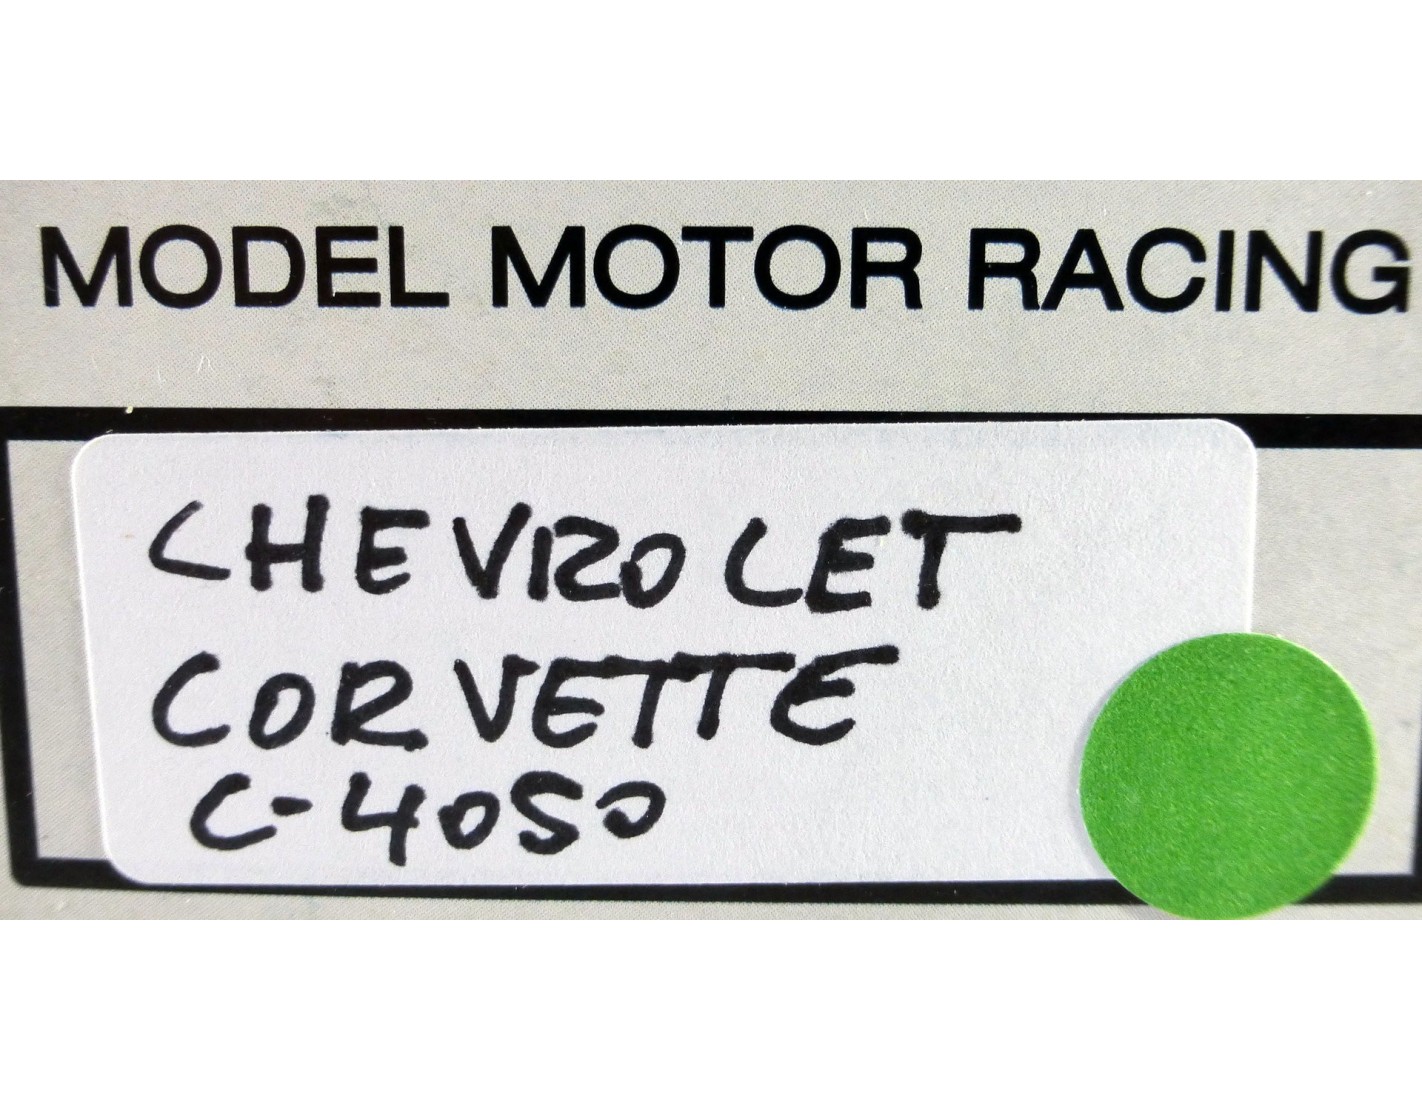 MODEL MOTOR RACING
CHEVROLET
CORVETTE
C-4050